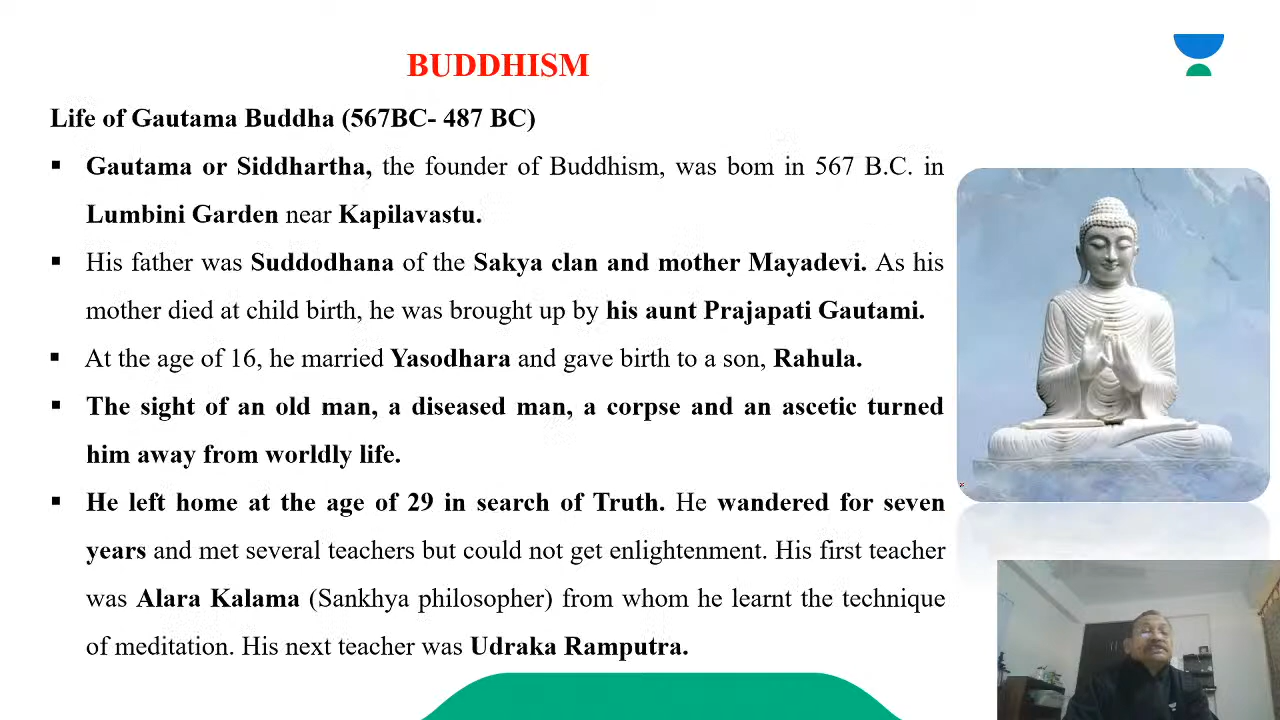 BUDDHISM
Life of Gautama Buddha (567BC- 487 BC)
▪ Gautama or Siddhartha, the founder of Buddhism, was bom in 567 B.C. in
Lumbini Garden near Kapilavastu.
▪ His father was Suddodhana of the Sakya clan and mother Mayadevi. As his
mother died at child birth, he was brought up by his aunt Prajapati Gautami.
▪ At the age of 16, he married Yasodhara and gave birth to a son, Rahula.
▪ The sight of an old man, a diseased man, a corpse and an ascetic turned
him away from worldly life.
▪ He left home at the age of 29 in search of Truth. He wandered for seven
years and met several teachers but could not get enlightenment. His first teacher
was Alara Kalama (Sankhya philosopher) from whom he learnt the technique
of meditation. His next teacher was Udraka Ramputra.